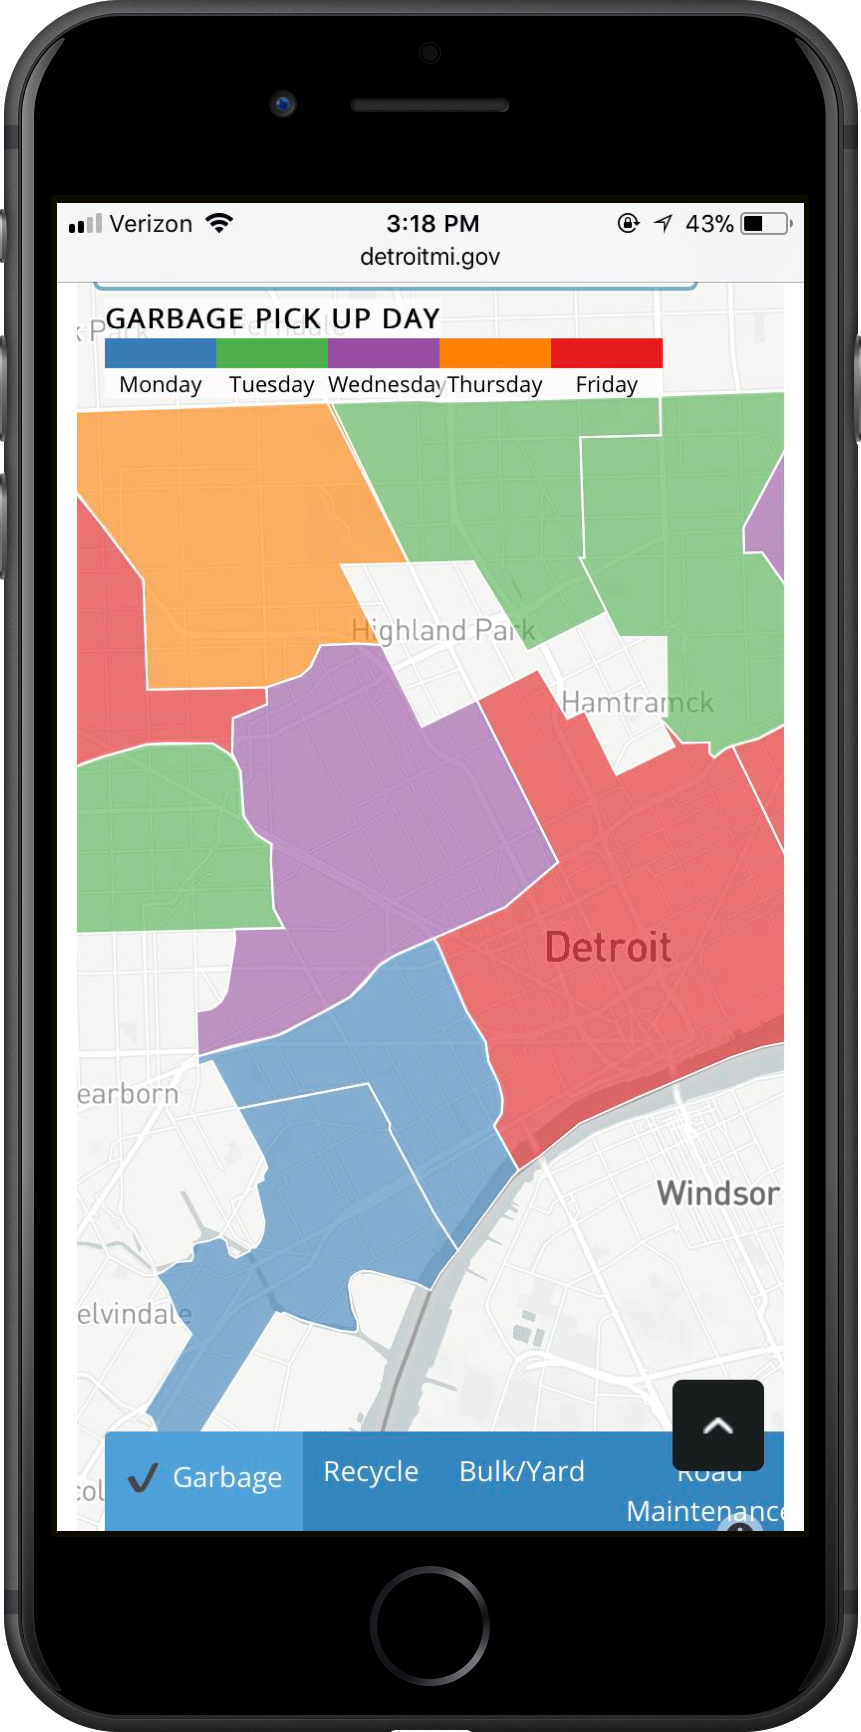 Verizon 3:18 PM 43%
detroitmi.gov
GARBAGE PICK UP DAY
Monday Tuesday Wednesday Thursday Friday
Highland Park
Hamtramck
Detroit
earborn
Windsor
elvindale
col
Garbage Recycle Bulk/Yard Road
Maintenance